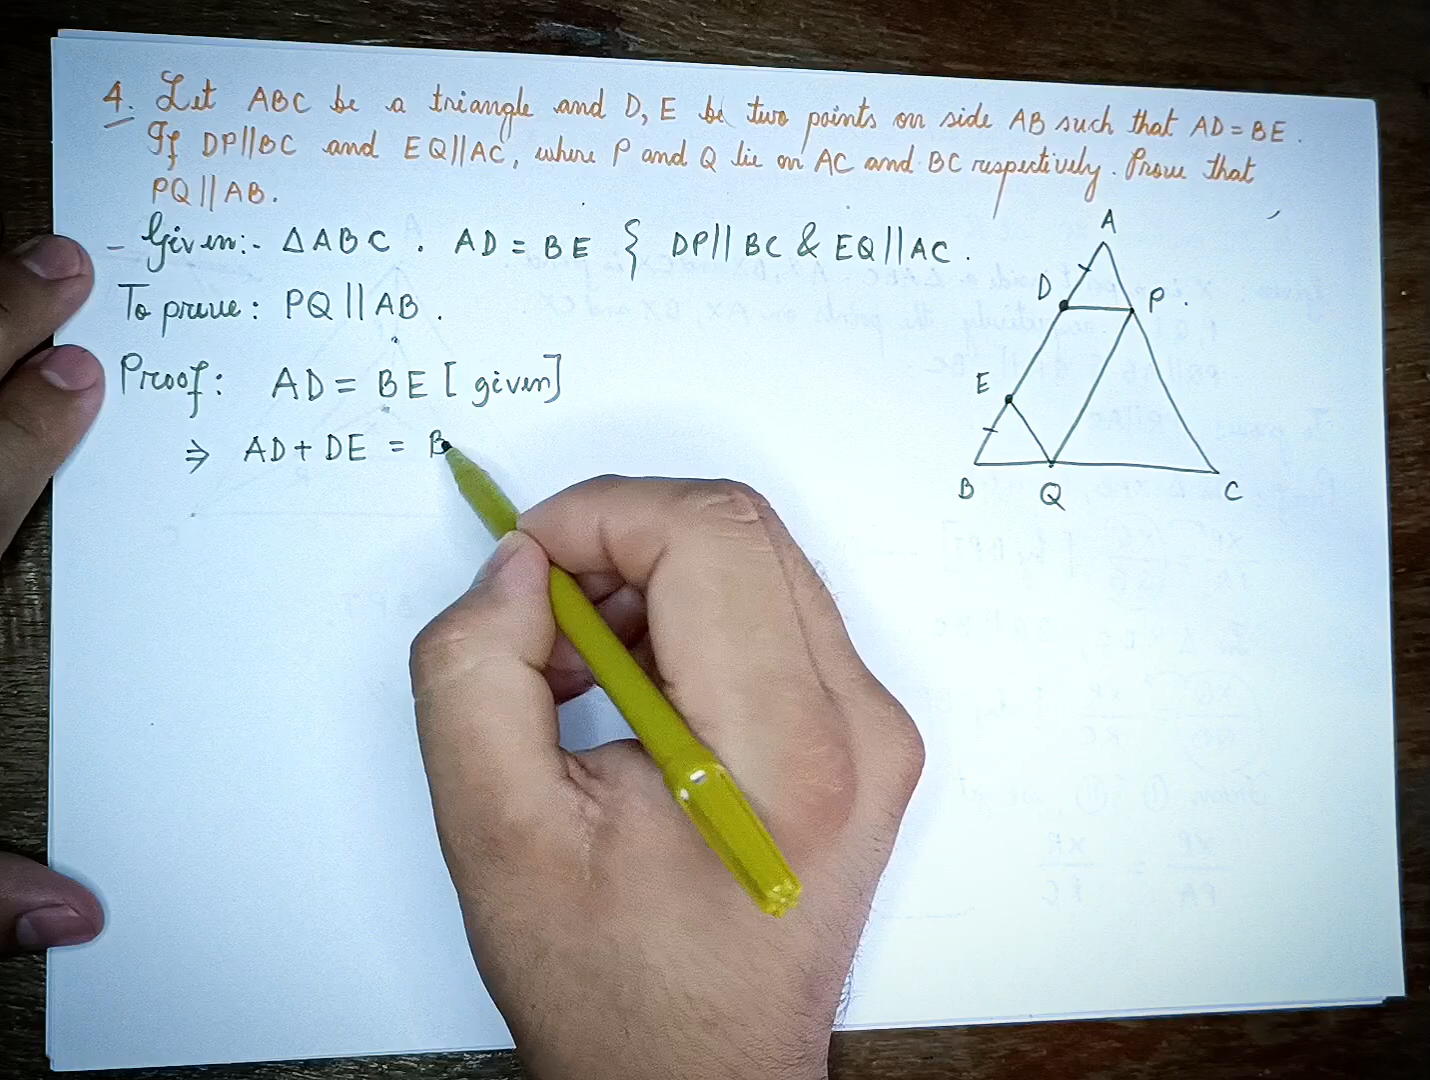 4. Let ABC be a triangle and D, E be two points on side AB such that AD = BE.
If DP||BC and EQ||AC, where P and Q lie on AC and BC respectively. Prove that
PQ || AB.
- Given:- ΔABC . AD = BE { DP|| BC & EQ || AC .
To prove: PQ || AB .
Proof: AD = BE [given]
⇒ AD + DE = B
A
D
P .
E
B
Q
C